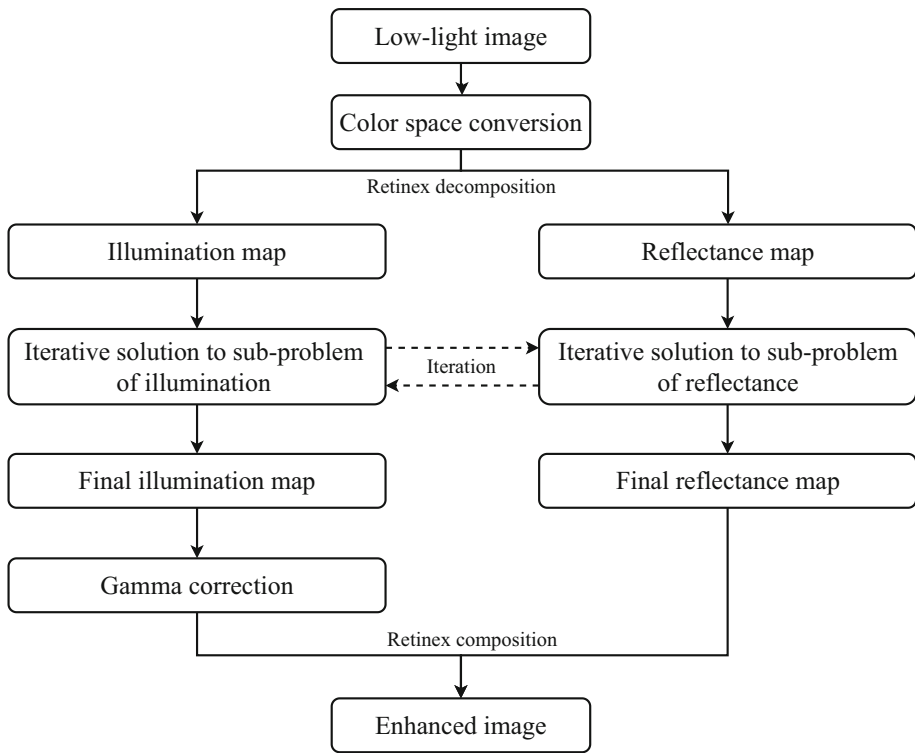 Low-light image
Color space conversion
Retinex decomposition
Illumination map
Reflectance map
Iterative solution to sub-problem
of illumination
Iteration
Iterative solution to sub-problem
of reflectance
Final illumination map
Final reflectance map
Gamma correction
Retinex composition
Enhanced image